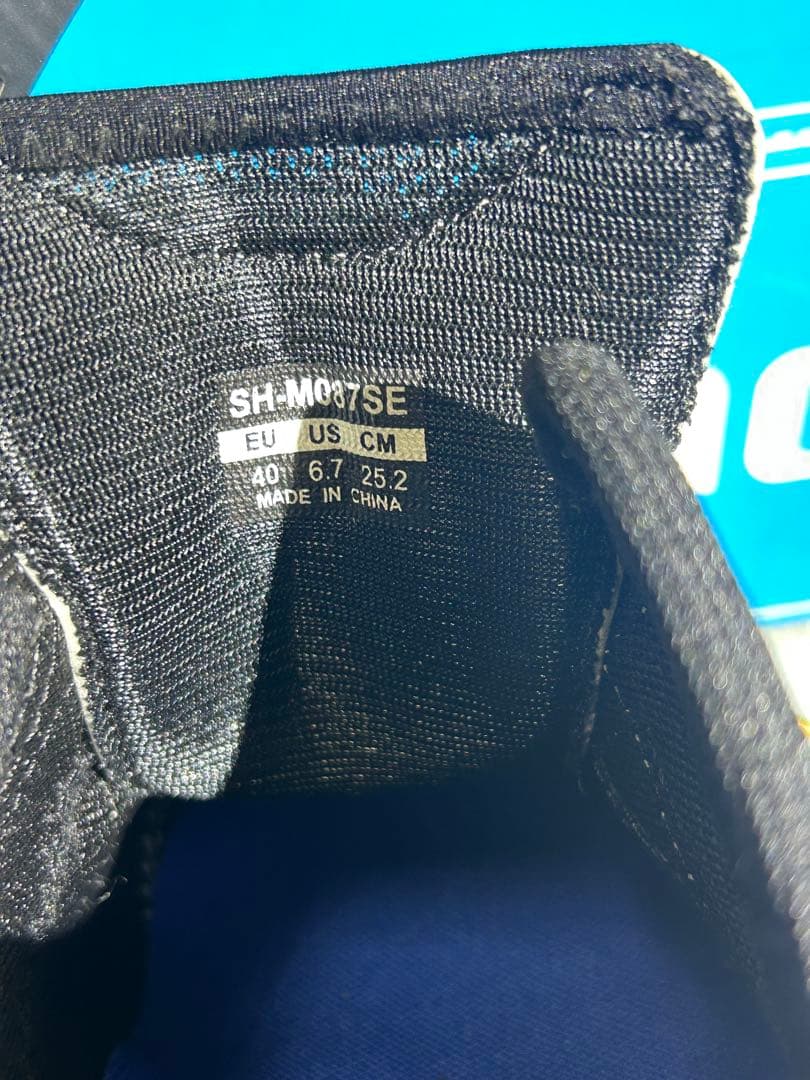 SH-M087SE
EU US CM
40 6.7 25.2
MADE IN CHINA